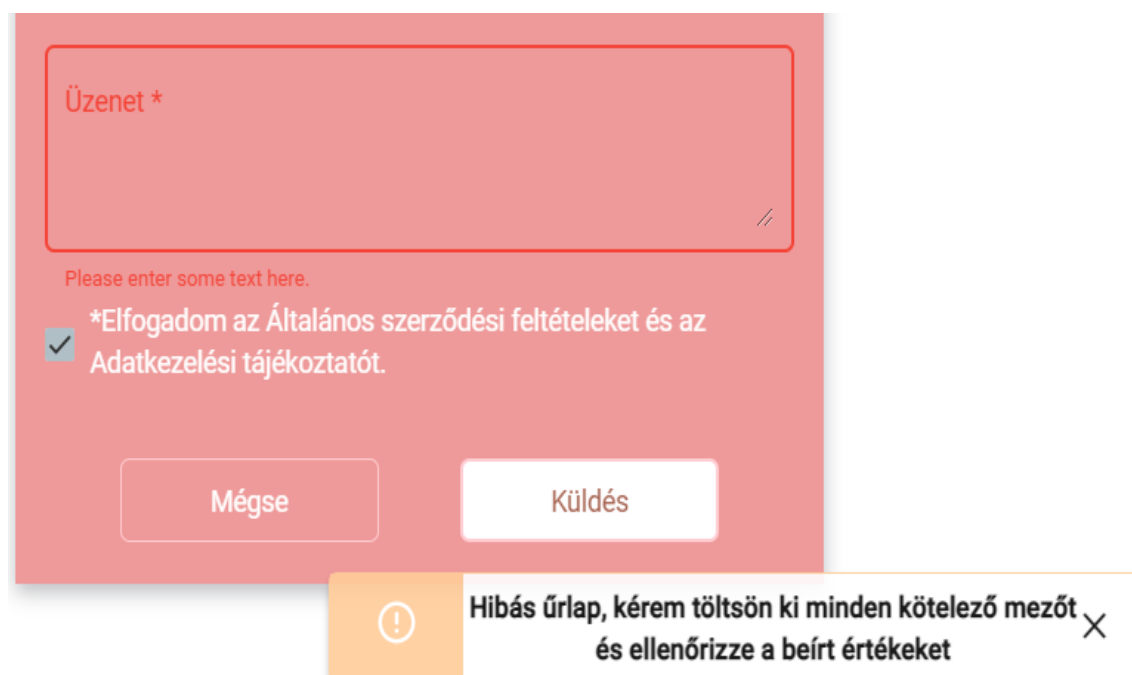 Üzenet *
Please enter some text here.
*Elfogadom az Általános szerződési feltételeket és az
Adatkezelési tájékoztatót.
Mégse
Küldés
Hibás űrlap, kérem töltsön ki minden kötelező mezőt
és ellenőrizze a beírt értékeket